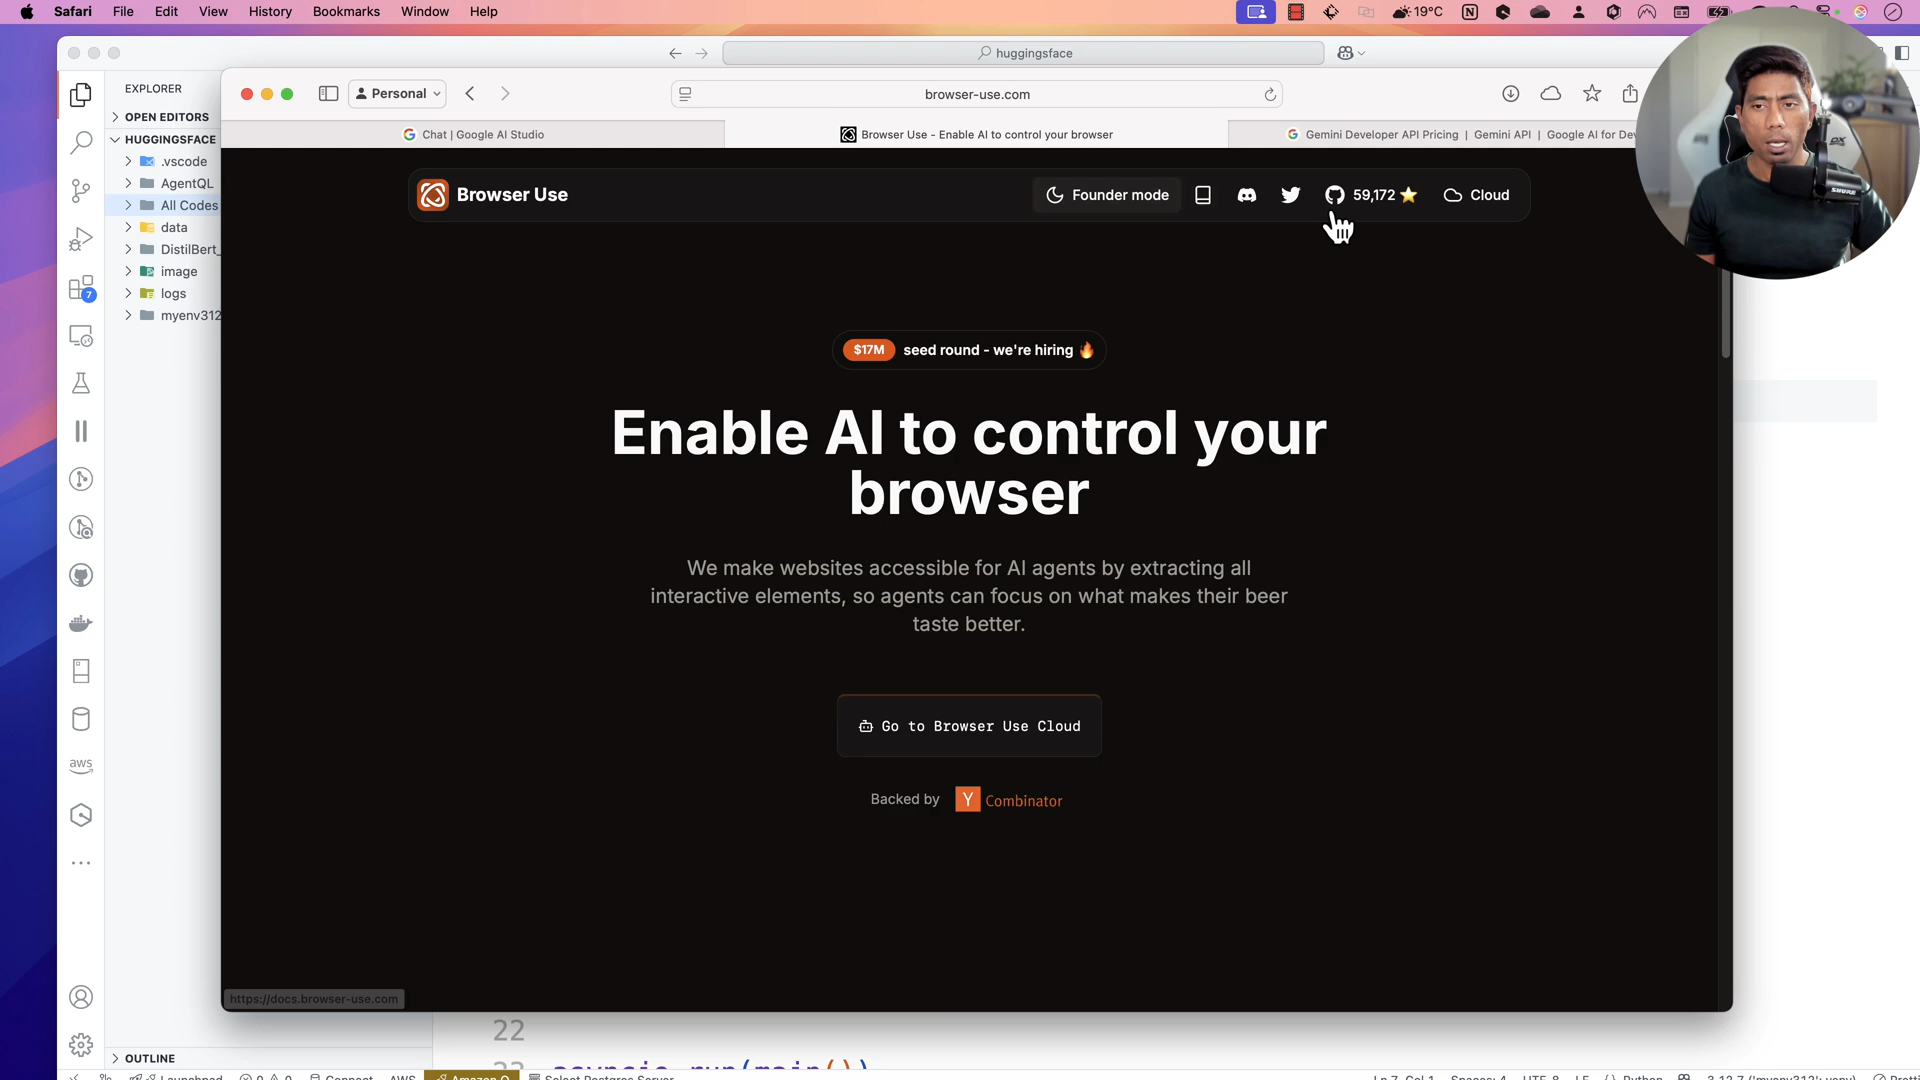 Safari File Edit View History Bookmarks Window Help
19°C
huggingsface
EXPLORER
OPEN EDITORS
HUGGINGSFACE
.vscode
AgentQL
All Codes
data
DistilBert_
image
logs
myenv312
7
aws
OUTLINE
Personal
browser-use.com
Chat | Google AI Studio
Browser Use - Enable AI to control your browser
Gemini Developer API Pricing | Gemini API | Google AI for Dev
Browser Use
Founder mode
59,172
Cloud
$17M seed round - we're hiring
Enable AI to control your
browser
We make websites accessible for AI agents by extracting all
interactive elements, so agents can focus on what makes their beer
taste better.
Go to Browser Use Cloud
Backed by Y Combinator
https://docs.browser-use.com
22
SHURE